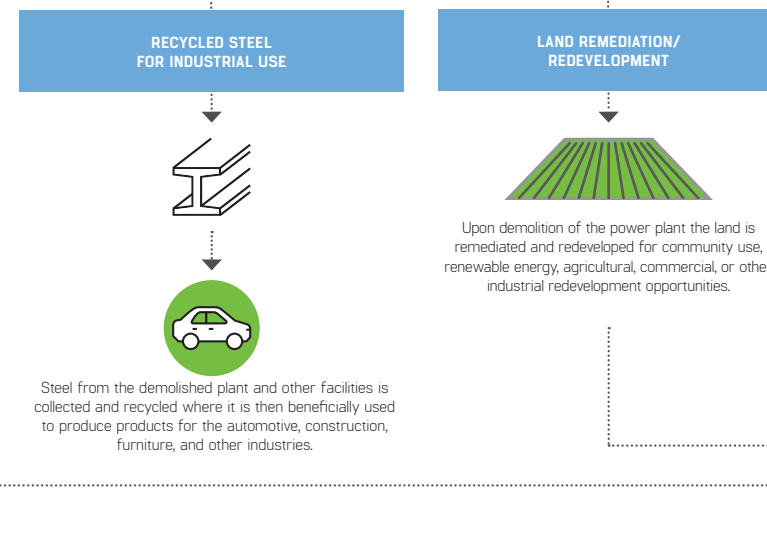 RECYCLED STEEL
FOR INDUSTRIAL USE
Steel from the demolished plant and other facilities is
collected and recycled where it is then beneficially used
to produce products for the automotive, construction,
furniture, and other industries.
LAND REMEDIATION/
REDEVELOPMENT
Upon demolition of the power plant the land is
remediated and redeveloped for community use,
renewable energy, agricultural, commercial, or othe
industrial redevelopment opportunities.